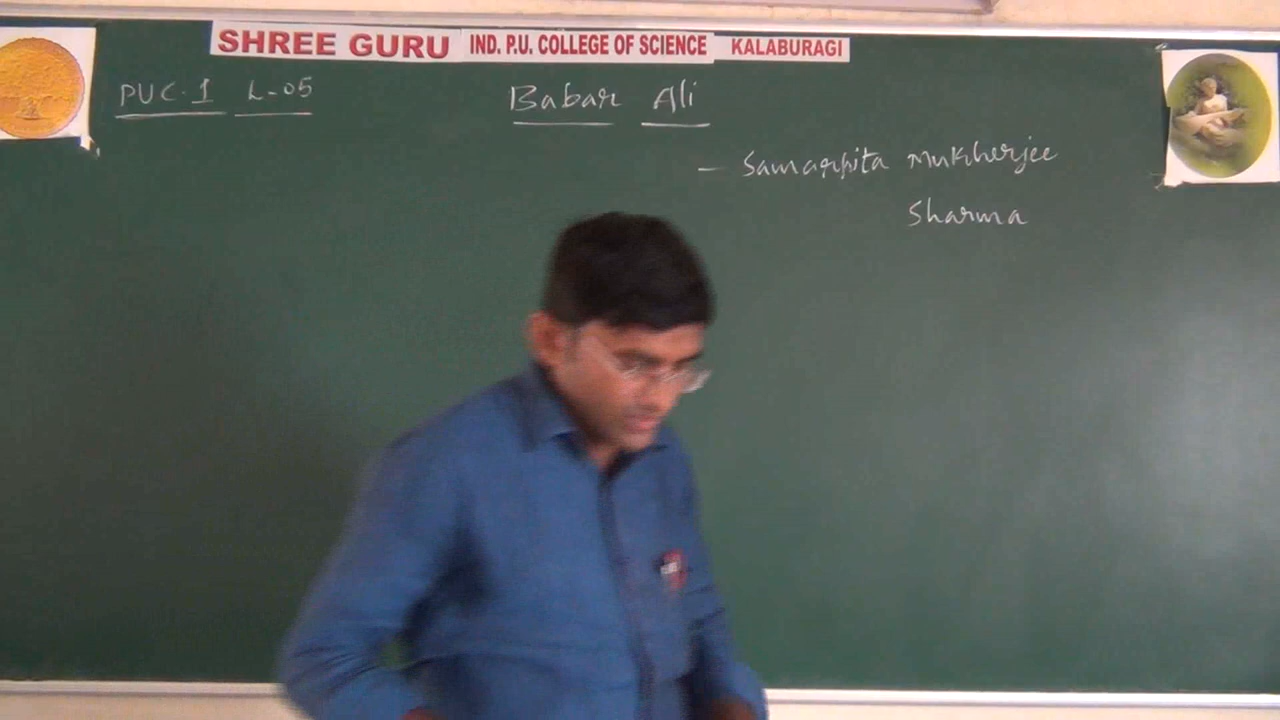 SHREE GURU IND. P.U. COLLEGE OF SCIENCE KALABURAGI
PUC.1 L-05
Babar Ali
- Samarpita Mukherjee
Sharma